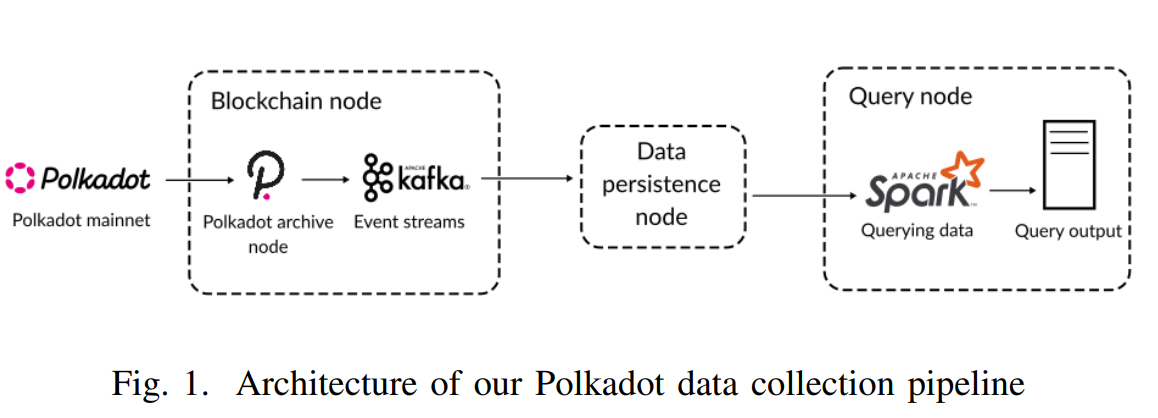 Blockchain node
Query node
Polkadot
Polkadot mainnet
Polkadot archive
node
APACHE
kafka
Event streams
Data
persistence
node
APACHE
Spark
Querying data
Query output
Fig. 1. Architecture of our Polkadot data collection pipeline